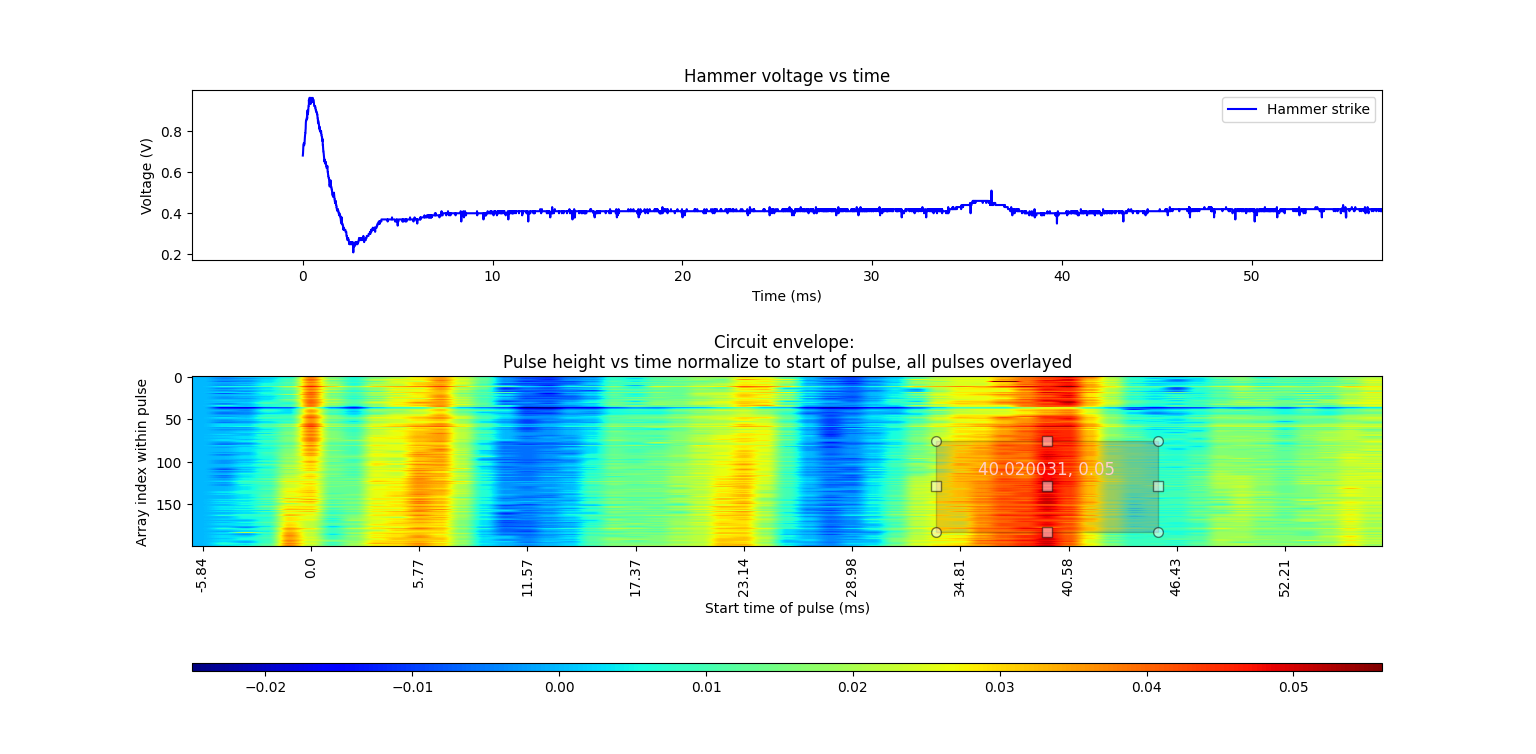 Hammer voltage vs time
Hammer strike
Voltage (V)
0.8
0.6
0.4
0.2
0 10 20 30 40 50
Time (ms)
Circuit envelope:
Pulse height vs time normalize to start of pulse, all pulses overlayed
Array index within pulse
0
50
100
150
40.020031, 0.05
-5.84 0.0 5.77 11.57 17.37 23.14 28.98 34.81 40.58 46.43 52.21
Start time of pulse (ms)
−0.02 −0.01 0.00 0.01 0.02 0.03 0.04 0.05